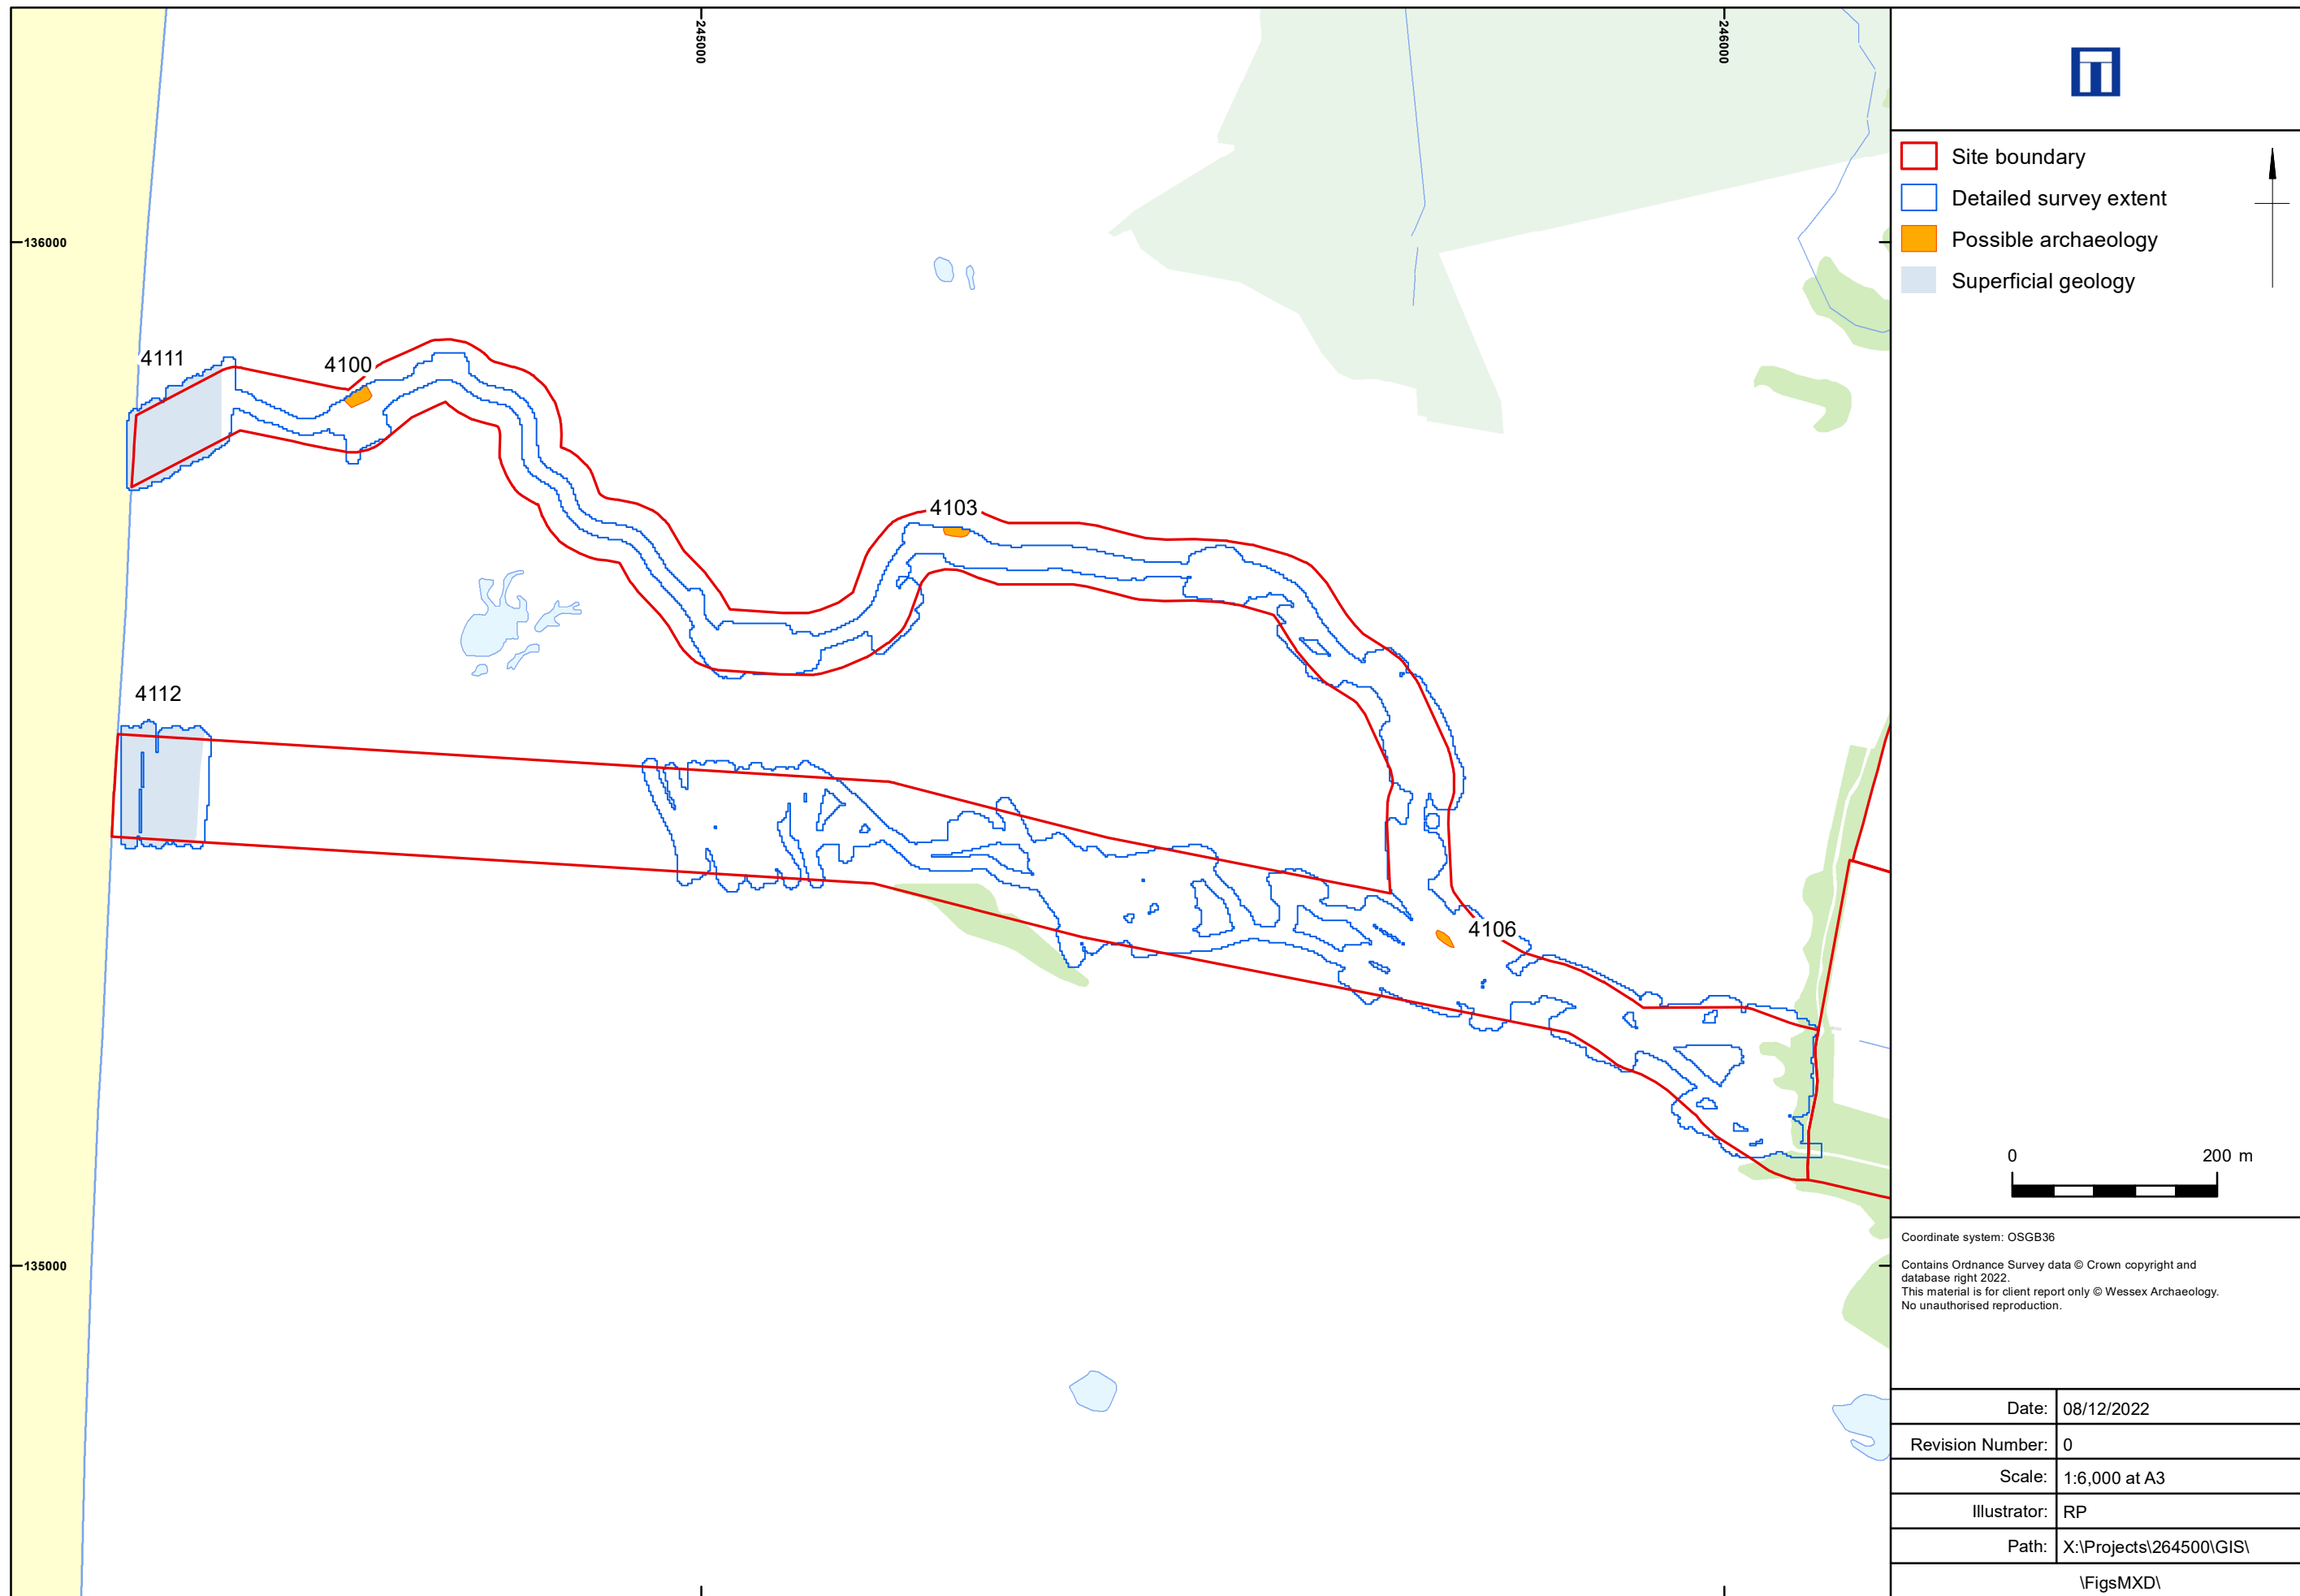 245000
246000
136000
135000
4111
4100
4103
4112
4106
Site boundary
Detailed survey extent
Possible archaeology
Superficial geology
0 200 m
Coordinate system: OSGB36
Contains Ordnance Survey data © Crown copyright and
database right 2022.
This material is for client report only © Wessex Archaeology.
No unauthorised reproduction.
Date: 08/12/2022
Revision Number: 0
Scale: 1:6,000 at A3
Illustrator: RP
Path: X:\Projects\264500\GIS\
\FigsMXD\